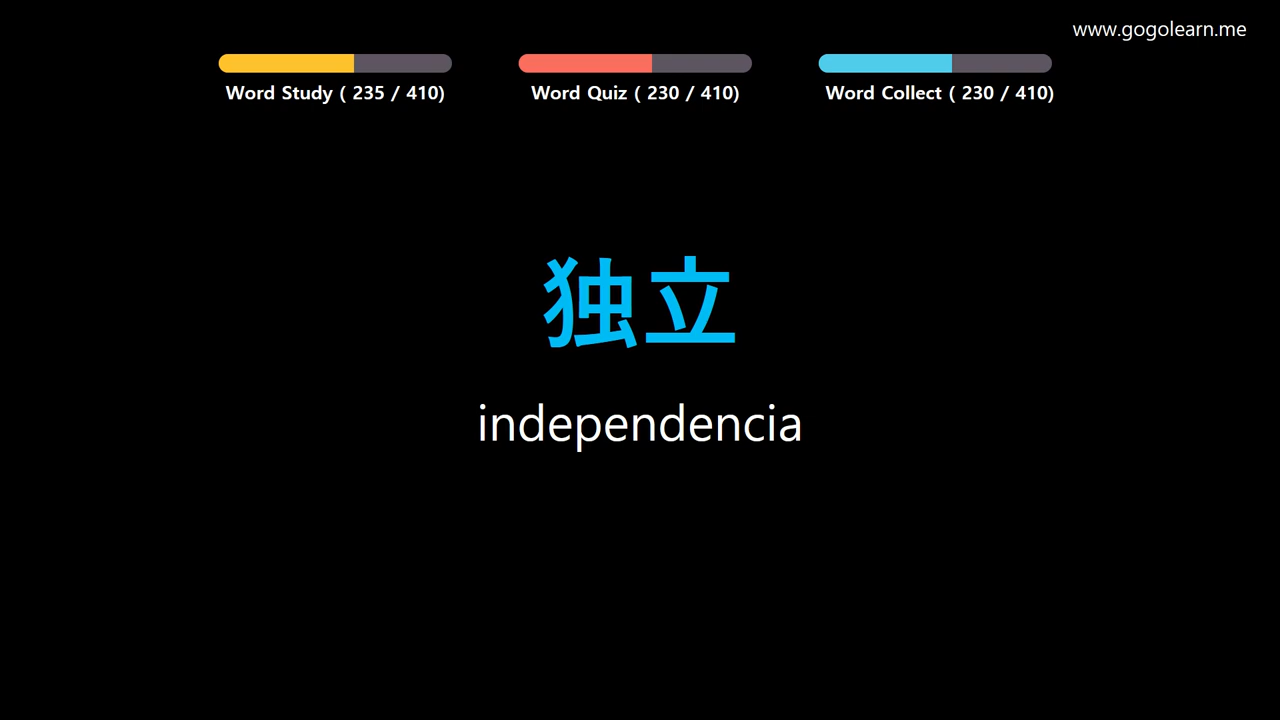 www.gogolearn.me
Word Study ( 235 / 410)
Word Quiz ( 230 / 410)
Word Collect ( 230 / 410)
独立
independencia